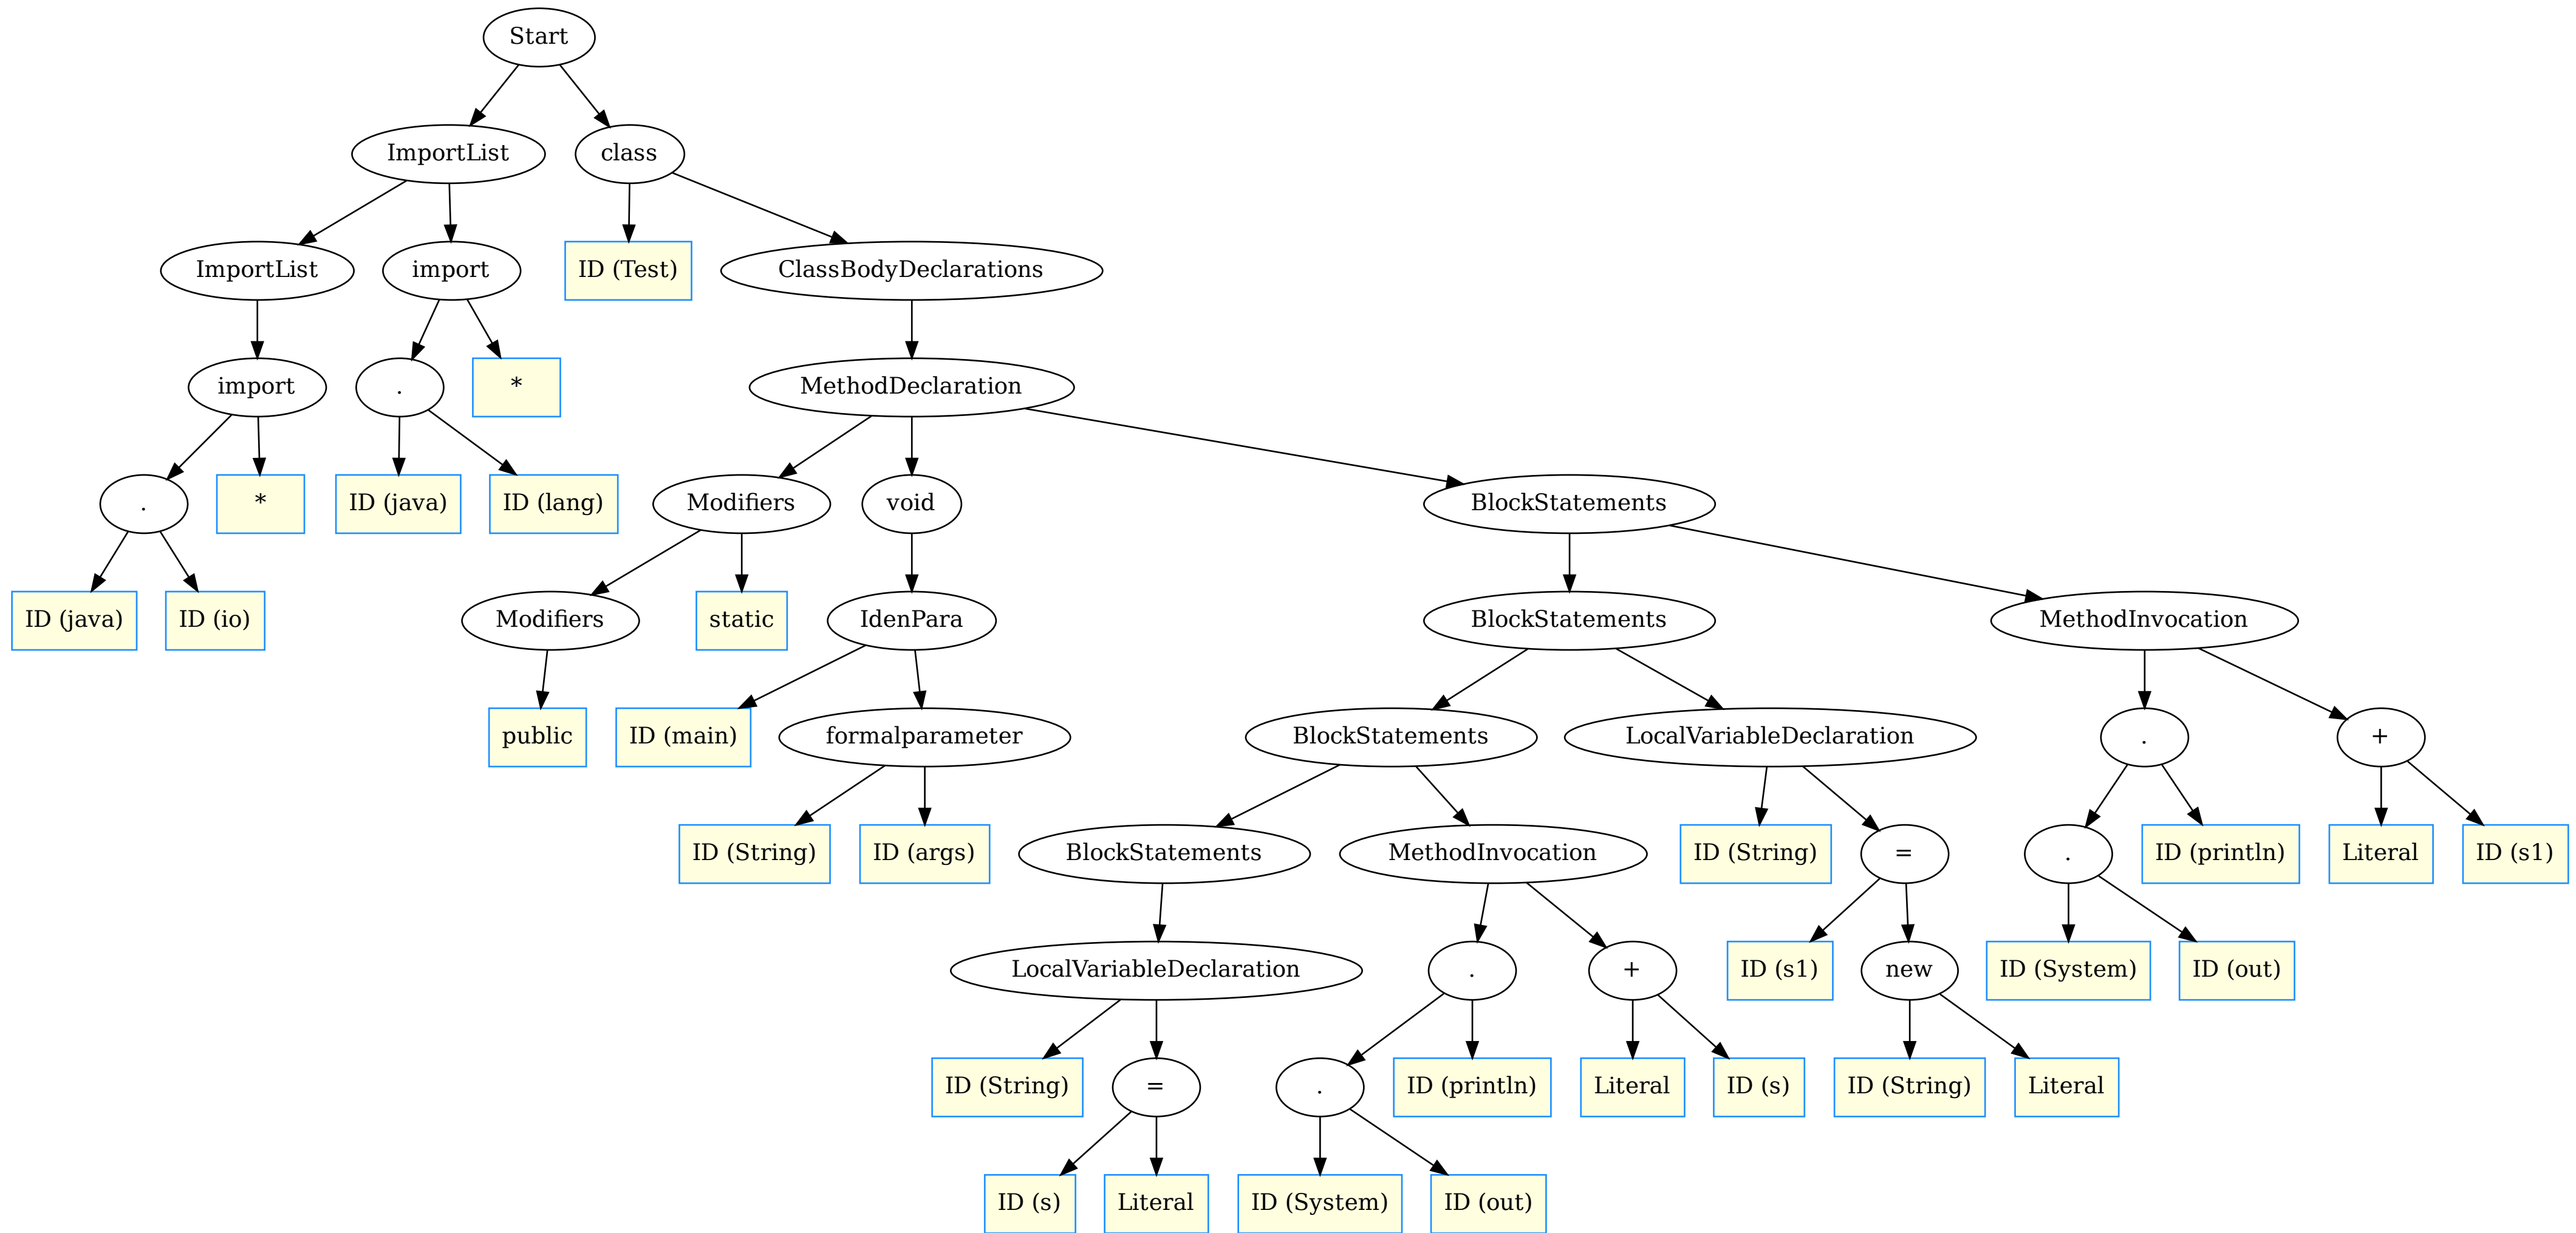 Start
ImportList
class
ImportList
import
ID (Test)
ClassBodyDeclarations
import
.
*
MethodDeclaration
.
*
ID (java)
ID (lang)
Modifiers
void
BlockStatements
ID (java)
ID (io)
Modifiers
static
IdenPara
BlockStatements
MethodInvocation
public
ID (main)
formalparameter
BlockStatements
LocalVariableDeclaration
.
+
ID (String)
ID (args)
BlockStatements
MethodInvocation
ID (String)
=
.
ID (println)
Literal
ID (s1)
LocalVariableDeclaration
.
+
ID (s1)
new
ID (System)
ID (out)
ID (String)
=
.
ID (println)
Literal
ID (s)
ID (String)
Literal
ID (s)
Literal
ID (System)
ID (out)